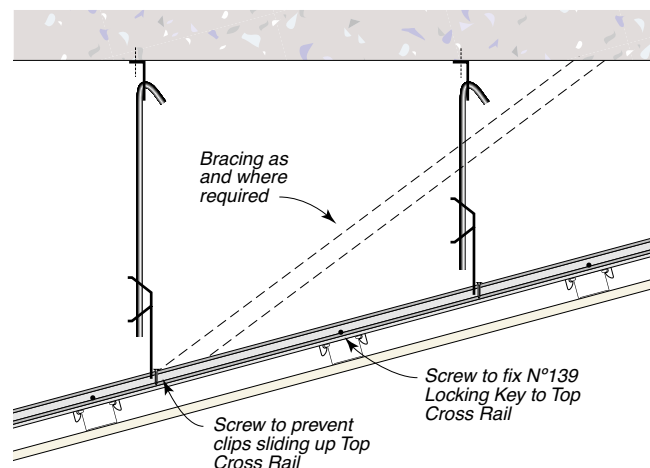 Bracing as
and where
required
Screw to fix N°139
Locking Key to Top
Cross Rail
Screw to prevent
clips sliding up Top
Cross Rail